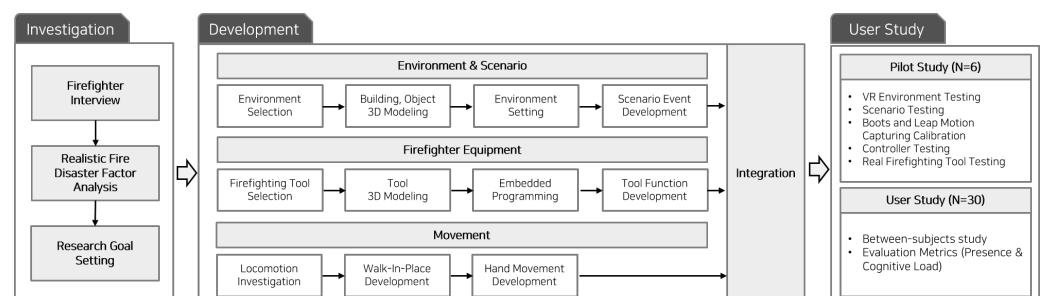 Investigation
Firefighter
Interview
Realistic Fire
Disaster Factor
Analysis
Research Goal
Setting
Development
Environment & Scenario
Environment
Selection
Building, Object
3D Modeling
Environment
Setting
Scenario Event
Development
Firefighter Equipment
Firefighting Tool
Selection
Tool
3D Modeling
Embedded
Programming
Tool Function
Development
Movement
Locomotion
Investigation
Walk-In-Place
Development
Hand Movement
Development
Integration
User Study
Pilot Study (N=6)
• VR Environment Testing
• Scenario Testing
• Boots and Leap Motion
Capturing Calibration
• Controller Testing
• Real Firefighting Tool Testing
User Study (N=30)
• Between-subjects study
• Evaluation Metrics (Presence &
Cognitive Load)